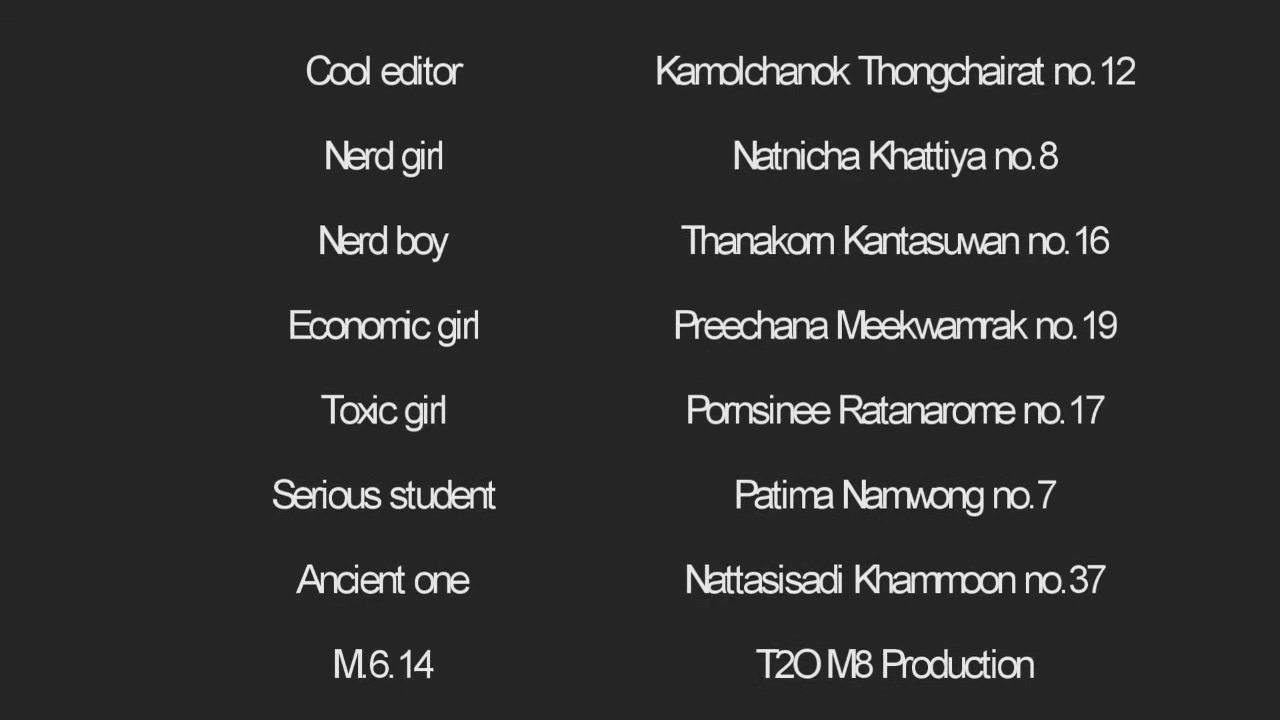 Cool editor Kamolchanok Thongchairat no.12
Nerd girl Natnicha Khattiya no.8
Nerd boy Thanakorn Kantasuwan no.16
Economic girl Preechana Meekwamrak no.19
Toxic girl Pornsinee Ratanarome no.17
Serious student Patima Namwong no.7
Ancient one Nattasisadi Khammoon no.37
M.6.14 T2O M8 Production